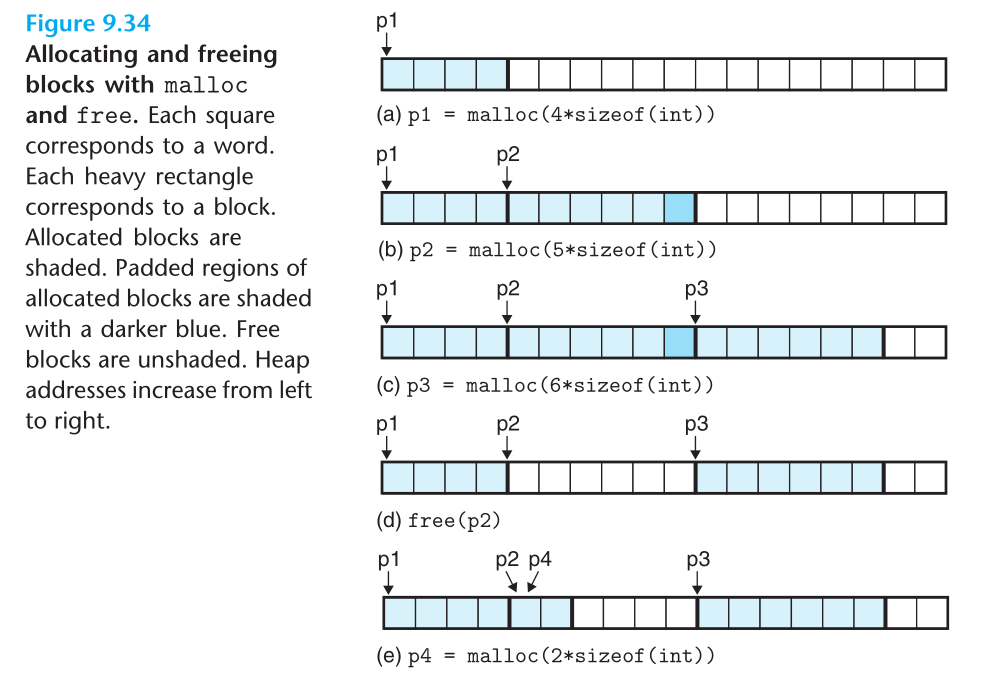 Figure 9.34
Allocating and freeing
blocks with malloc
and free. Each square
corresponds to a word.
Each heavy rectangle
corresponds to a block.
Allocated blocks are
shaded. Padded regions of
allocated blocks are shaded
with a darker blue. Free
blocks are unshaded. Heap
addresses increase from left
to right.
p1
(a) p1 = malloc(4*sizeof(int))
p1 p2
(b) p2 = malloc(5*sizeof(int))
p1 p2 p3
(c) p3 = malloc(6*sizeof(int))
p1 p2 p3
(d) free(p2)
p1 p2 p4 p3
(e) p4 = malloc(2*sizeof(int))